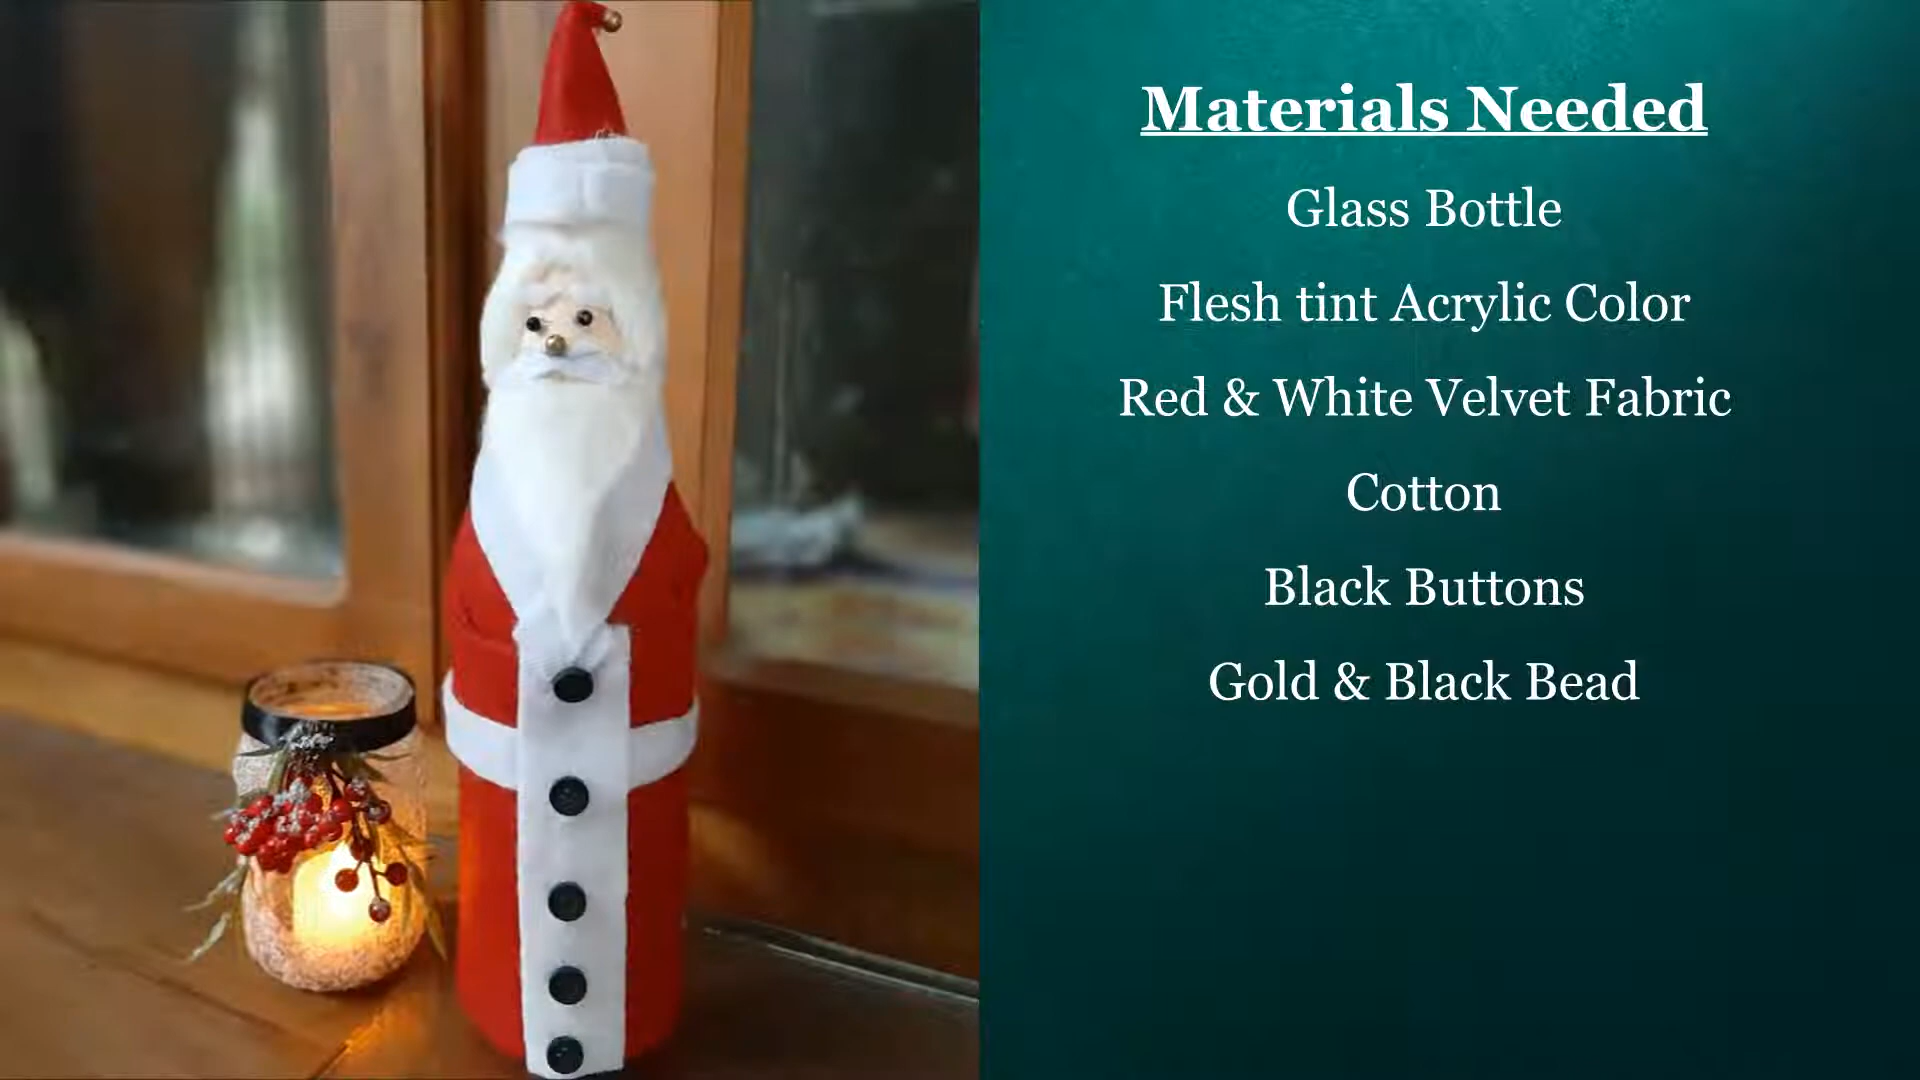 Materials Needed
Glass Bottle
Flesh tint Acrylic Color
Red & White Velvet Fabric
Cotton
Black Buttons
Gold & Black Bead